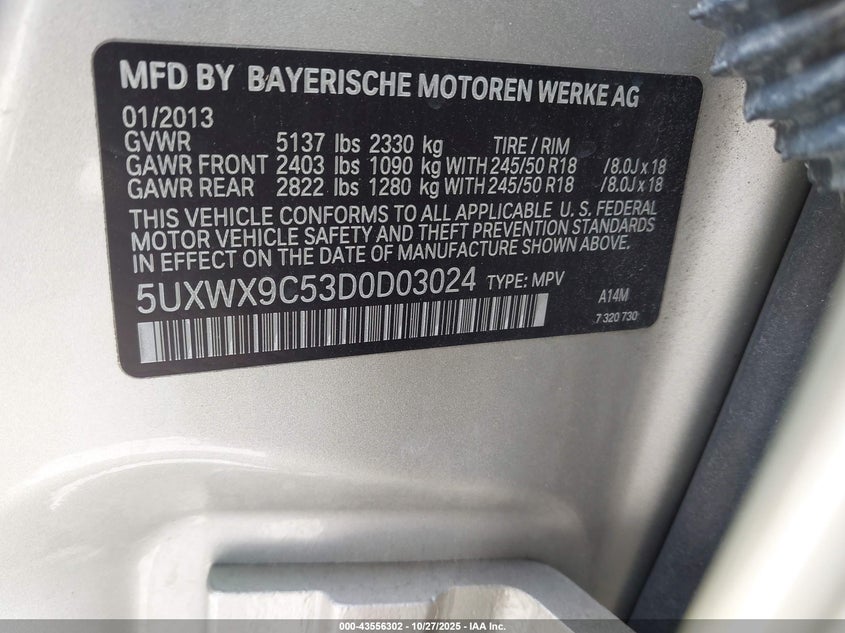 MFD BY BAYERISCHE MOTOREN WERKE AG
01/2013
GVWR 5137 lbs 2330 kg TIRE / RIM
GAWR FRONT 2403 lbs 1090 kg WITH 245/50 R18 /8.0J x 18
GAWR REAR 2822 lbs 1280 kg WITH 245/50 R18 /8.0J x 18
THIS VEHICLE CONFORMS TO ALL APPLICABLE U. S. FEDERAL
MOTOR VEHICLE SAFETY AND THEFT PREVENTION STANDARDS
IN EFFECT ON THE DATE OF MANUFACTURE SHOWN ABOVE.
5UXWX9C53D0D03024 TYPE: MPV A14M
7 320 730
000-43556302 | 10/27/2025 | IAA Inc.